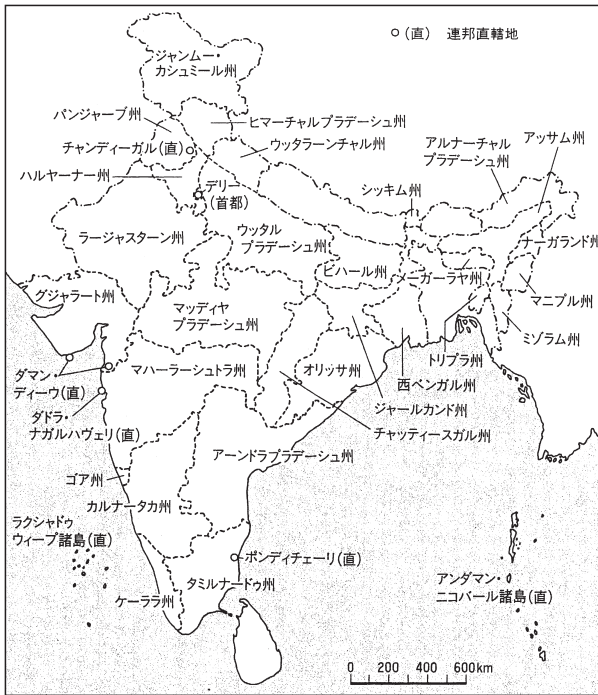 ○(直) 連邦直轄地
ジャンムー・
カシュミール州
パンジャーブ州
ヒマーチャルプラデーシュ州
チャンディーガル(直)
ウッタラーンチャル州
アルナーチャル
プラデーシュ州
アッサム州
ハルヤーナー州
デリー
(首都)
シッキム州
ラージャスターン州
ウッタル
プラデーシュ州
ナーガランド州
ビハール州
メーガーラヤ州
グジャラート州
マッディヤ
プラデーシュ州
マニプル州
ミゾラム州
ダマン・
ディーウ(直)
マハーラーシュトラ州
オリッサ州
トリプラ州
西ベンガル州
ダドラ・
ナガルハヴェリ(直)
ジャールカンド州
チャッティースガル州
アーンドラプラデーシュ州
ゴア州
カルナータカ州
ラクシャドゥ
ウィープ諸島(直)
ポンディチェーリ(直)
アンダマン・
ニコバール諸島(直)
ケーララ州
タミルナードゥ州
0 200 400 600km